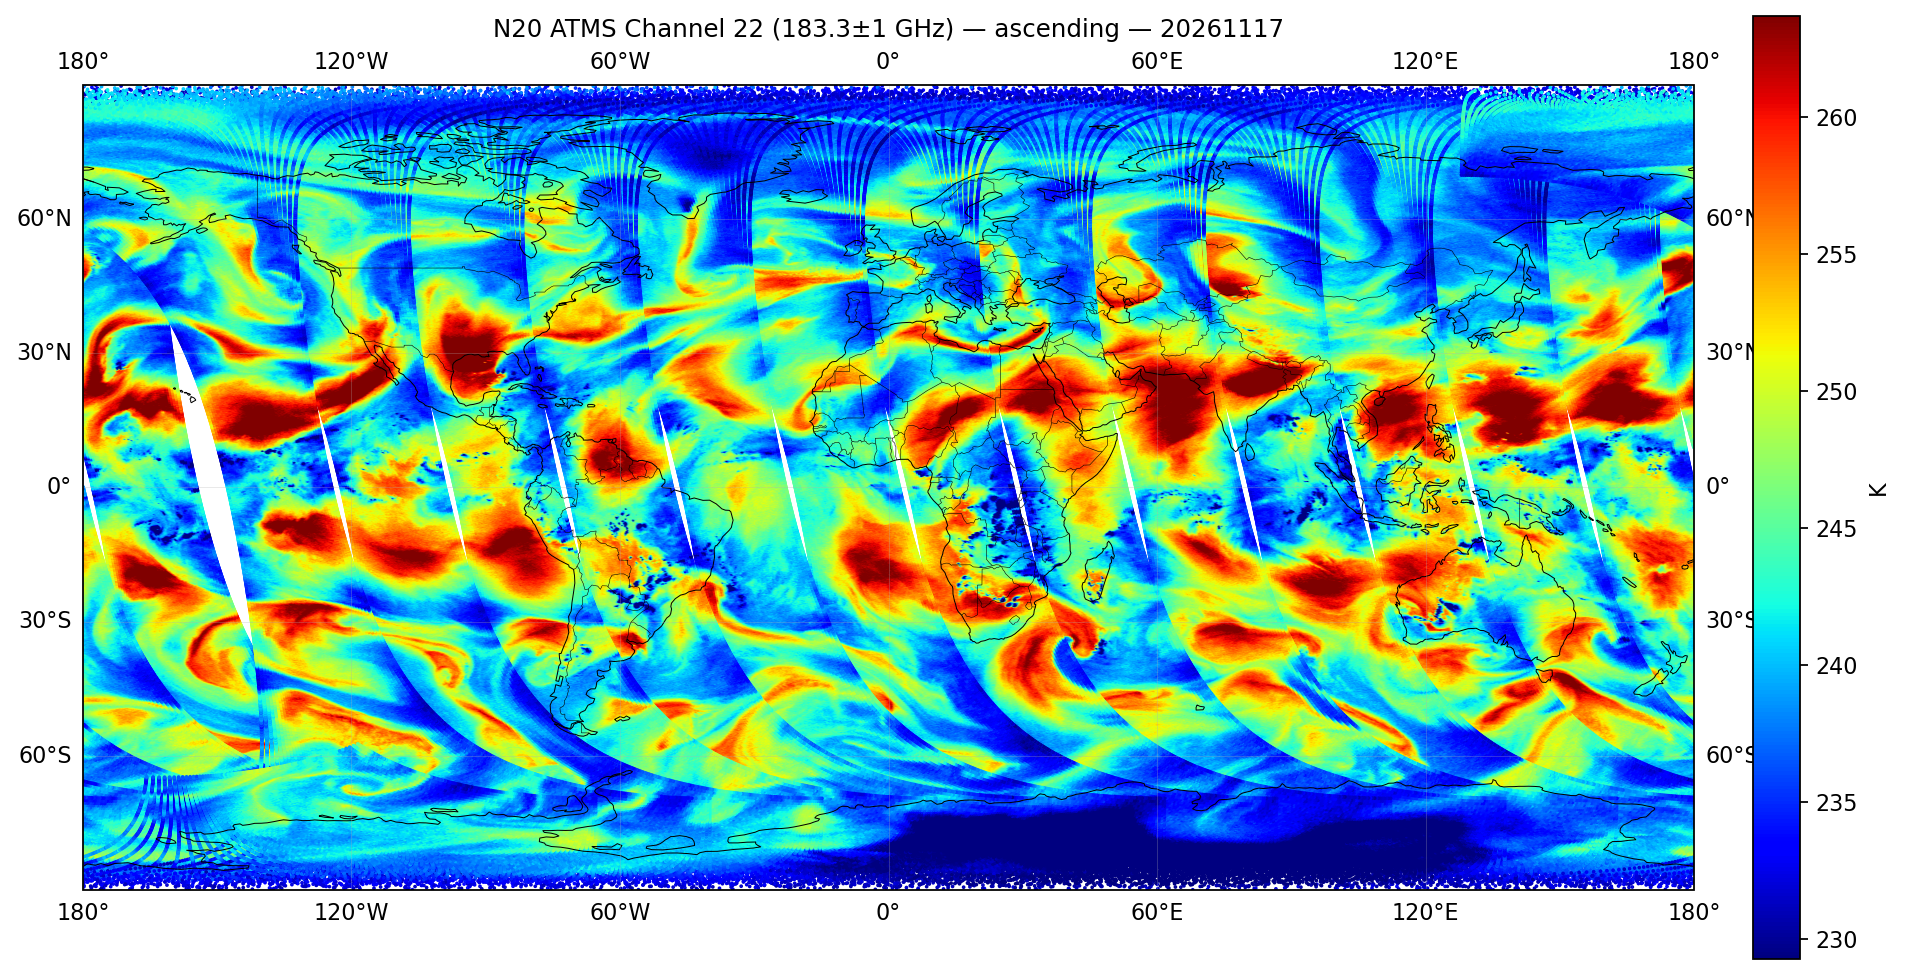 N20 ATMS Channel 22 (183.3±1 GHz) — ascending — 20261117
180° 120°W 60°W 0° 60°E 120°E 180°
60°N 60°N
30°N 30°N
0° 0°
30°S 30°S
60°S 60°S
180° 120°W 60°W 0° 60°E 120°E 180°
260
255
250
245
240
235
230
K